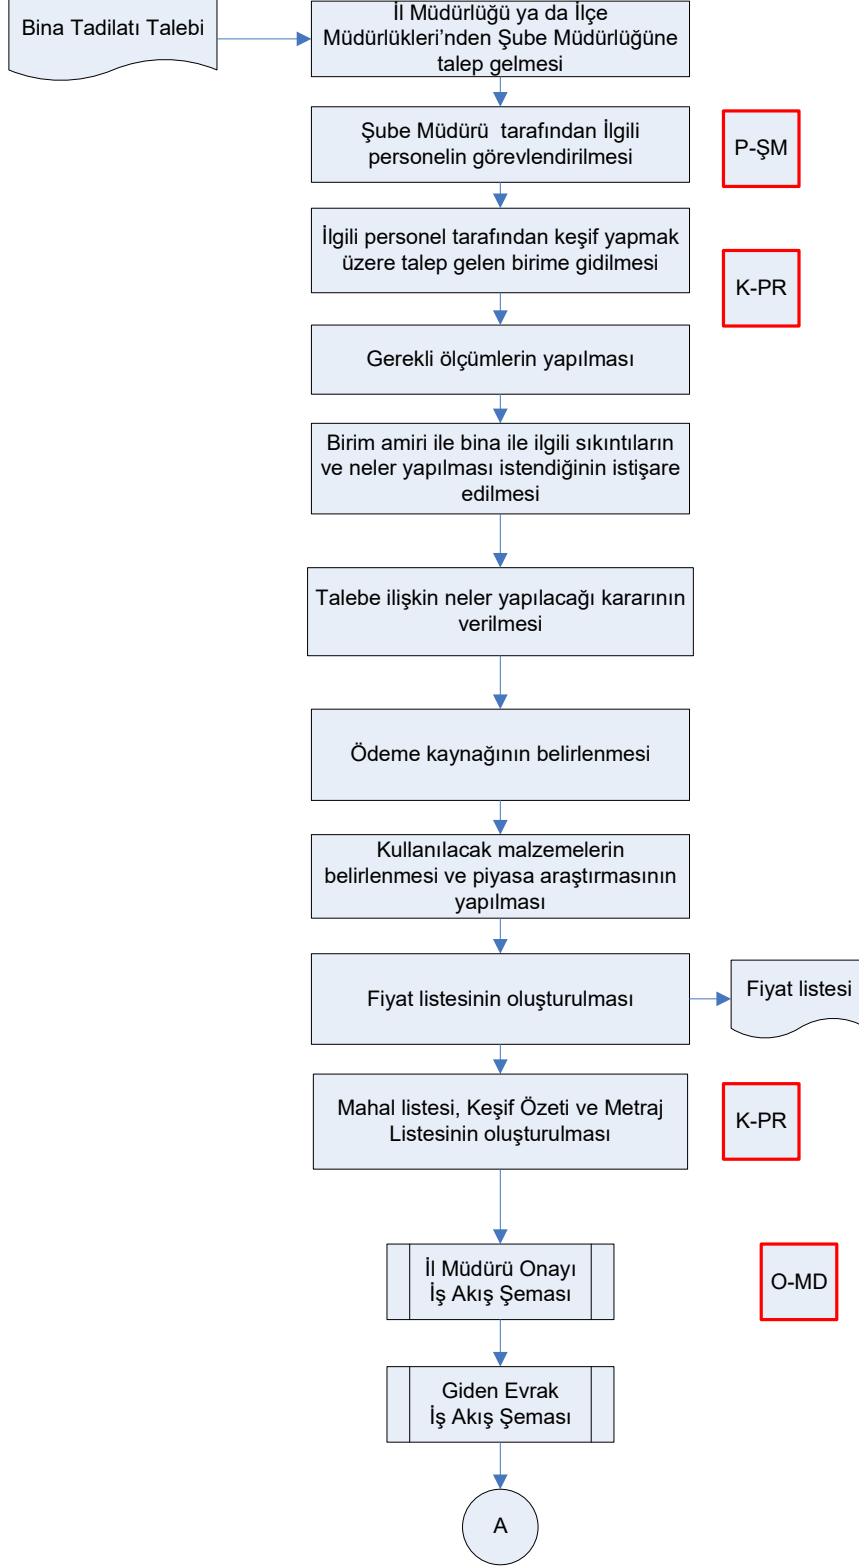 Bina Tadilatı Talebi
İl Müdürlüğü ya da İlçe
Müdürlükleri’nden Şube Müdürlüğüne
talep gelmesi
Şube Müdürü tarafından İlgili
personelin görevlendirilmesi
P-ŞM
İlgili personel tarafından keşif yapmak
üzere talep gelen birime gidilmesi
K-PR
Gerekli ölçümlerin yapılması
Birim amiri ile bina ile ilgili sıkıntıların
ve neler yapılması istendiğinin istişare
edilmesi
Talebe ilişkin neler yapılacağı kararının
verilmesi
Ödeme kaynağının belirlenmesi
Kullanılacak malzemelerin
belirlenmesi ve piyasa araştırmasının
yapılması
Fiyat listesinin oluşturulması
Fiyat listesi
Mahal listesi, Keşif Özeti ve Metraj
Listesinin oluşturulması
K-PR
İl Müdürü Onayı
İş Akış Şeması
O-MD
Giden Evrak
İş Akış Şeması
A